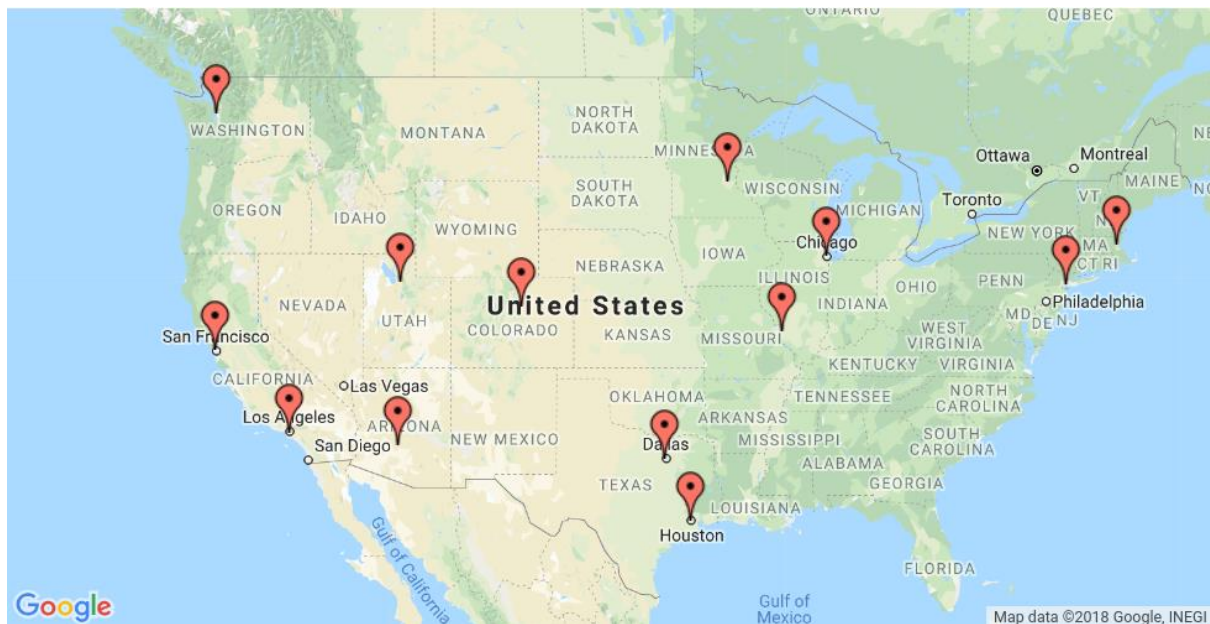 ONTARIO
QUEBEC
WASHINGTON
MONTANA
NORTH
DAKOTA
MINNESOTA
Ottawa
Montreal
MAINE
SOUTH
DAKOTA
WISCONSIN
MICHIGAN
Toronto
VT
OREGON
IDAHO
WYOMING
NEW YORK
MA
CT RI
IOWA
Chicago
NEBRASKA
ILLINOIS
INDIANA
OHIO
PENN
NEVADA
UTAH
United States
COLORADO
KANSAS
MISSOURI
Philadelphia
MD
DE
NJ
WEST
VIRGINIA
San Francisco
KENTUCKY
VIRGINIA
CALIFORNIA
Las Vegas
OKLAHOMA
TENNESSEE
NORTH
CAROLINA
Los Angeles
ARIZONA
NEW MEXICO
ARKANSAS
San Diego
Dallas
MISSISSIPPI
SOUTH
CAROLINA
ALABAMA
GEORGIA
TEXAS
LOUISIANA
Houston
Gulf of California
FLORIDA
Gulf of
Mexico
Google
Map data ©2018 Google, INEGI